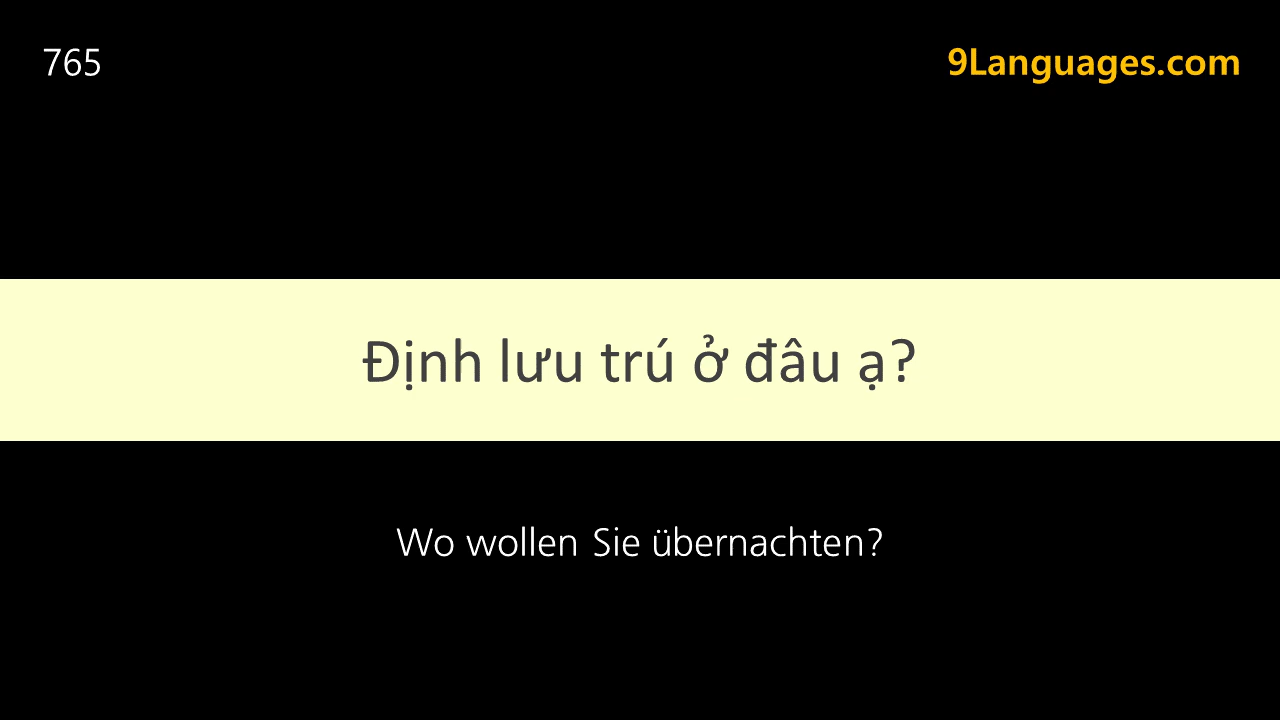 765
9Languages.com
Định lưu trú ở đâu ạ?
Wo wollen Sie übernachten?